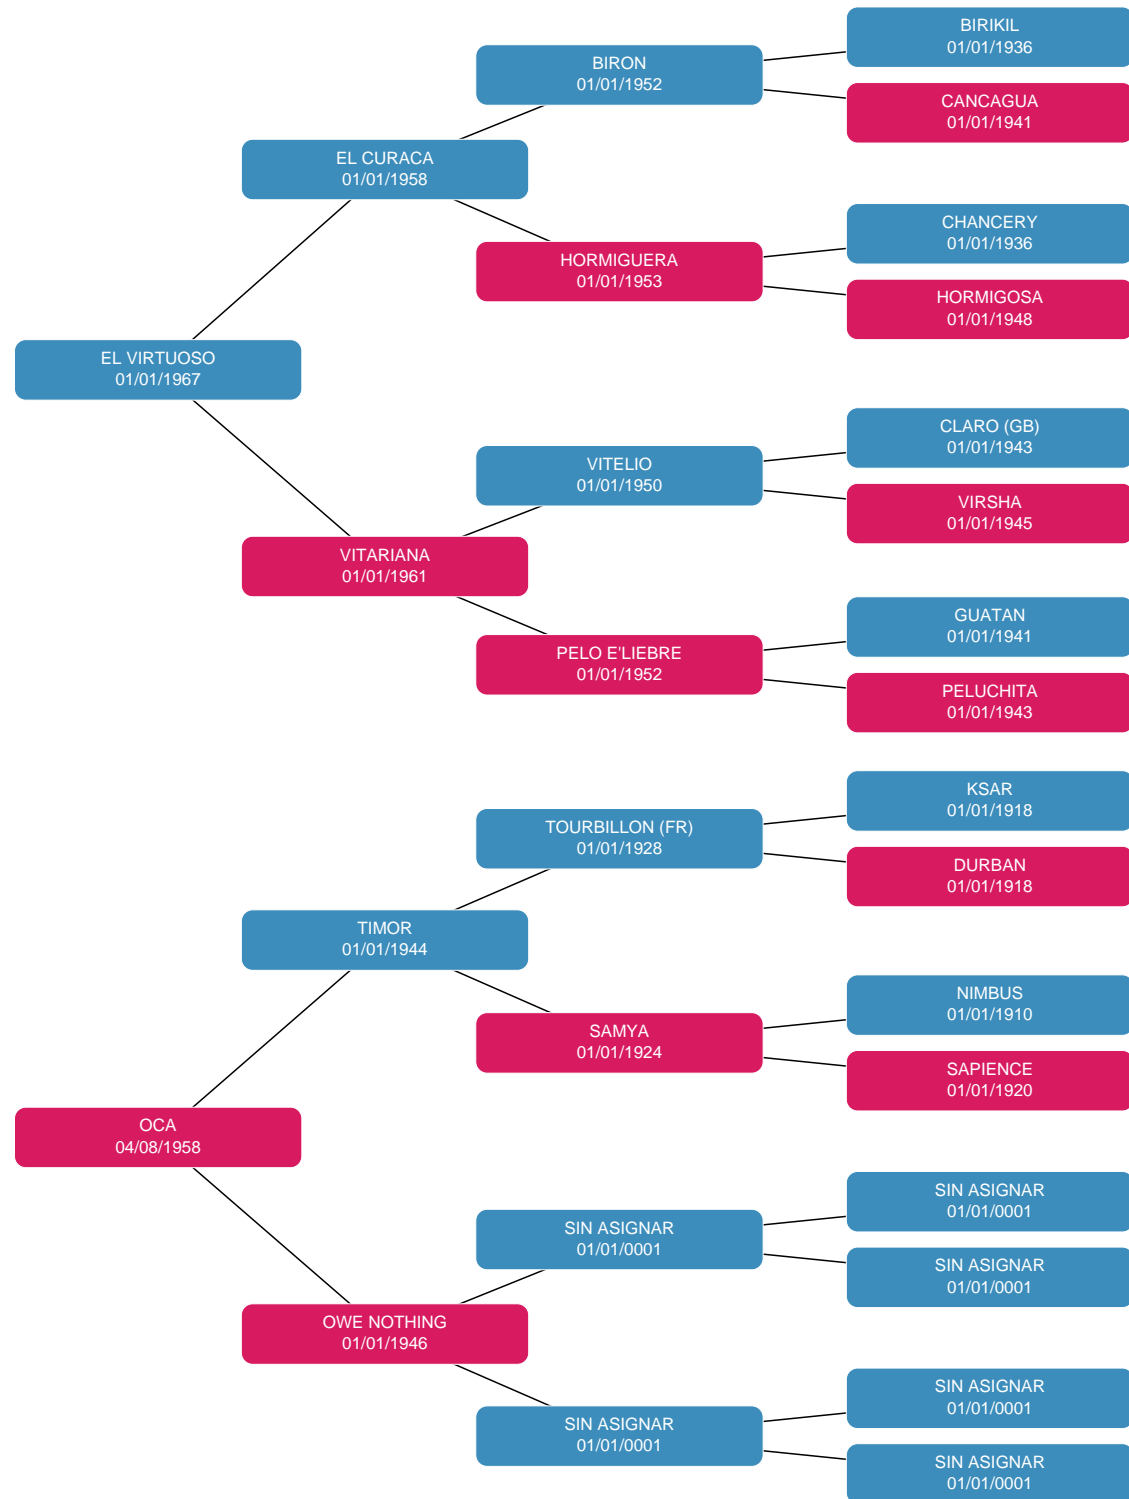 BIRIKIL
01/01/1936
BIRON
01/01/1952
CANCAGUA
01/01/1941
EL CURACA
01/01/1958
CHANCERY
01/01/1936
HORMIGUERA
01/01/1953
HORMIGOSA
01/01/1948
EL VIRTUOSO
01/01/1967
CLARO (GB)
01/01/1943
VITELIO
01/01/1950
VIRSHA
01/01/1945
VITARIANA
01/01/1961
GUATAN
01/01/1941
PELO E'LIEBRE
01/01/1952
PELUCHITA
01/01/1943
KSAR
01/01/1918
TOURBILLON (FR)
01/01/1928
DURBAN
01/01/1918
TIMOR
01/01/1944
NIMBUS
01/01/1910
SAMYA
01/01/1924
SAPIENCE
01/01/1920
OCA
04/08/1958
SIN ASIGNAR
01/01/0001
SIN ASIGNAR
01/01/0001
SIN ASIGNAR
01/01/0001
OWE NOTHING
01/01/1946
SIN ASIGNAR
01/01/0001
SIN ASIGNAR
01/01/0001
SIN ASIGNAR
01/01/0001